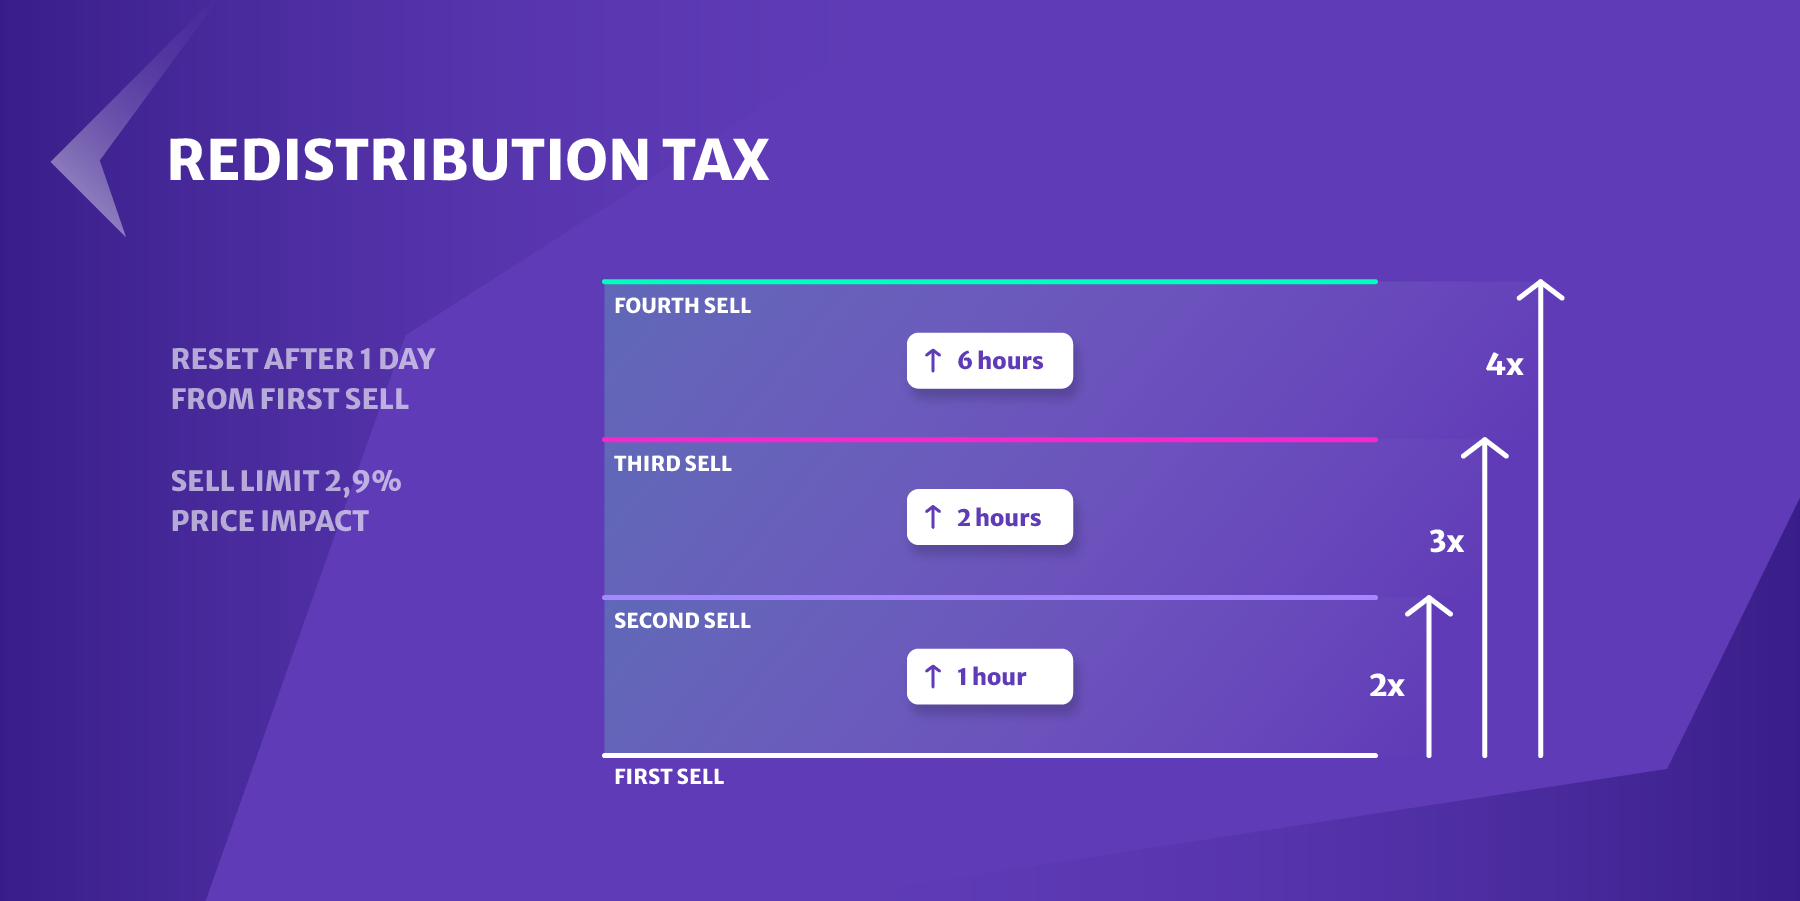 REDISTRIBUTION TAX
RESET AFTER 1 DAY
FROM FIRST SELL
SELL LIMIT 2,9%
PRICE IMPACT
FOURTH SELL
6 hours
4x
THIRD SELL
2 hours
3x
SECOND SELL
1 hour
2x
FIRST SELL